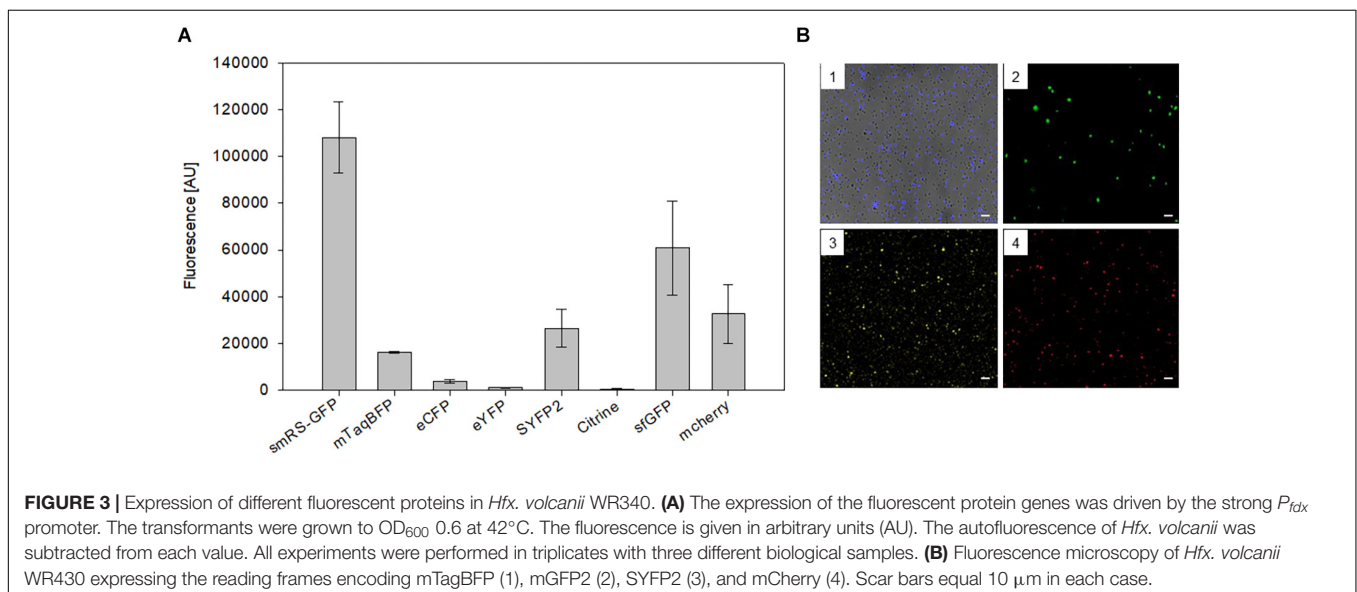 A
B
140000
120000
100000
80000
60000
40000
20000
0
Fluorescence [AU]
smRS-GFP
mTaqBFP
eCFP
eYFP
SYFP2
Citrine
sfGFP
mcherry
1
2
3
4
FIGURE 3 | Expression of different fluorescent proteins in Hfx. volcanii WR340. (A) The expression of the fluorescent protein genes was driven by the strong Pfdx
promoter. The transformants were grown to OD600 0.6 at 42°C. The fluorescence is given in arbitrary units (AU). The autofluorescence of Hfx. volcanii was
subtracted from each value. All experiments were performed in triplicates with three different biological samples. (B) Fluorescence microscopy of Hfx. volcanii
WR430 expressing the reading frames encoding mTagBFP (1), mGFP2 (2), SYFP2 (3), and mCherry (4). Scar bars equal 10 μm in each case.